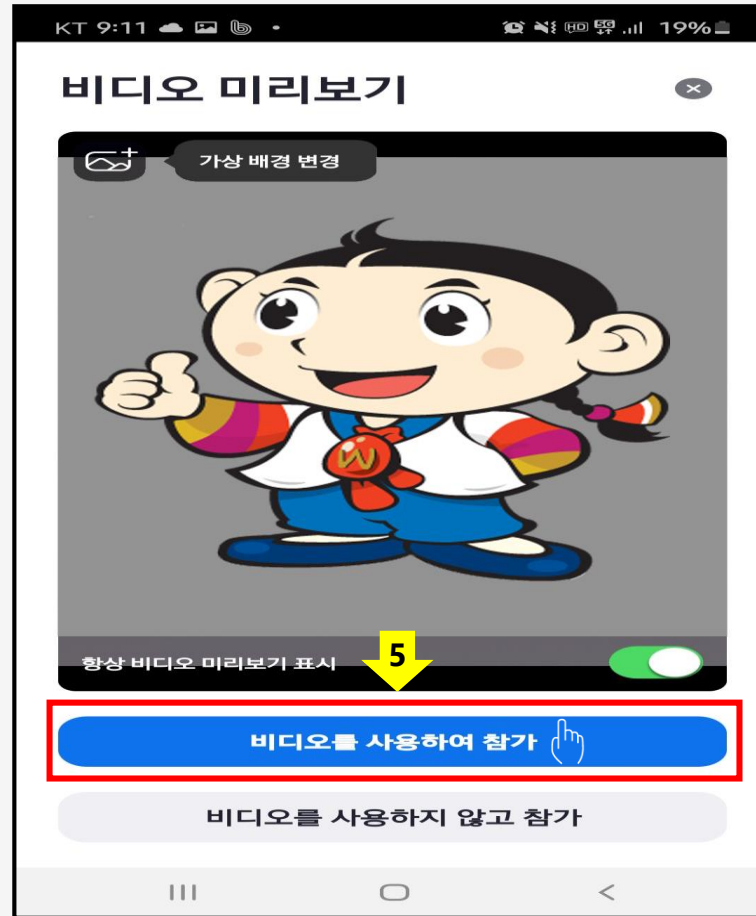 KT 9:11
HD 5G 19%
비디오 미리보기
가상 배경 변경
W
항상 비디오 미리보기 표시
5
비디오를 사용하여 참가
비디오를 사용하지 않고 참가